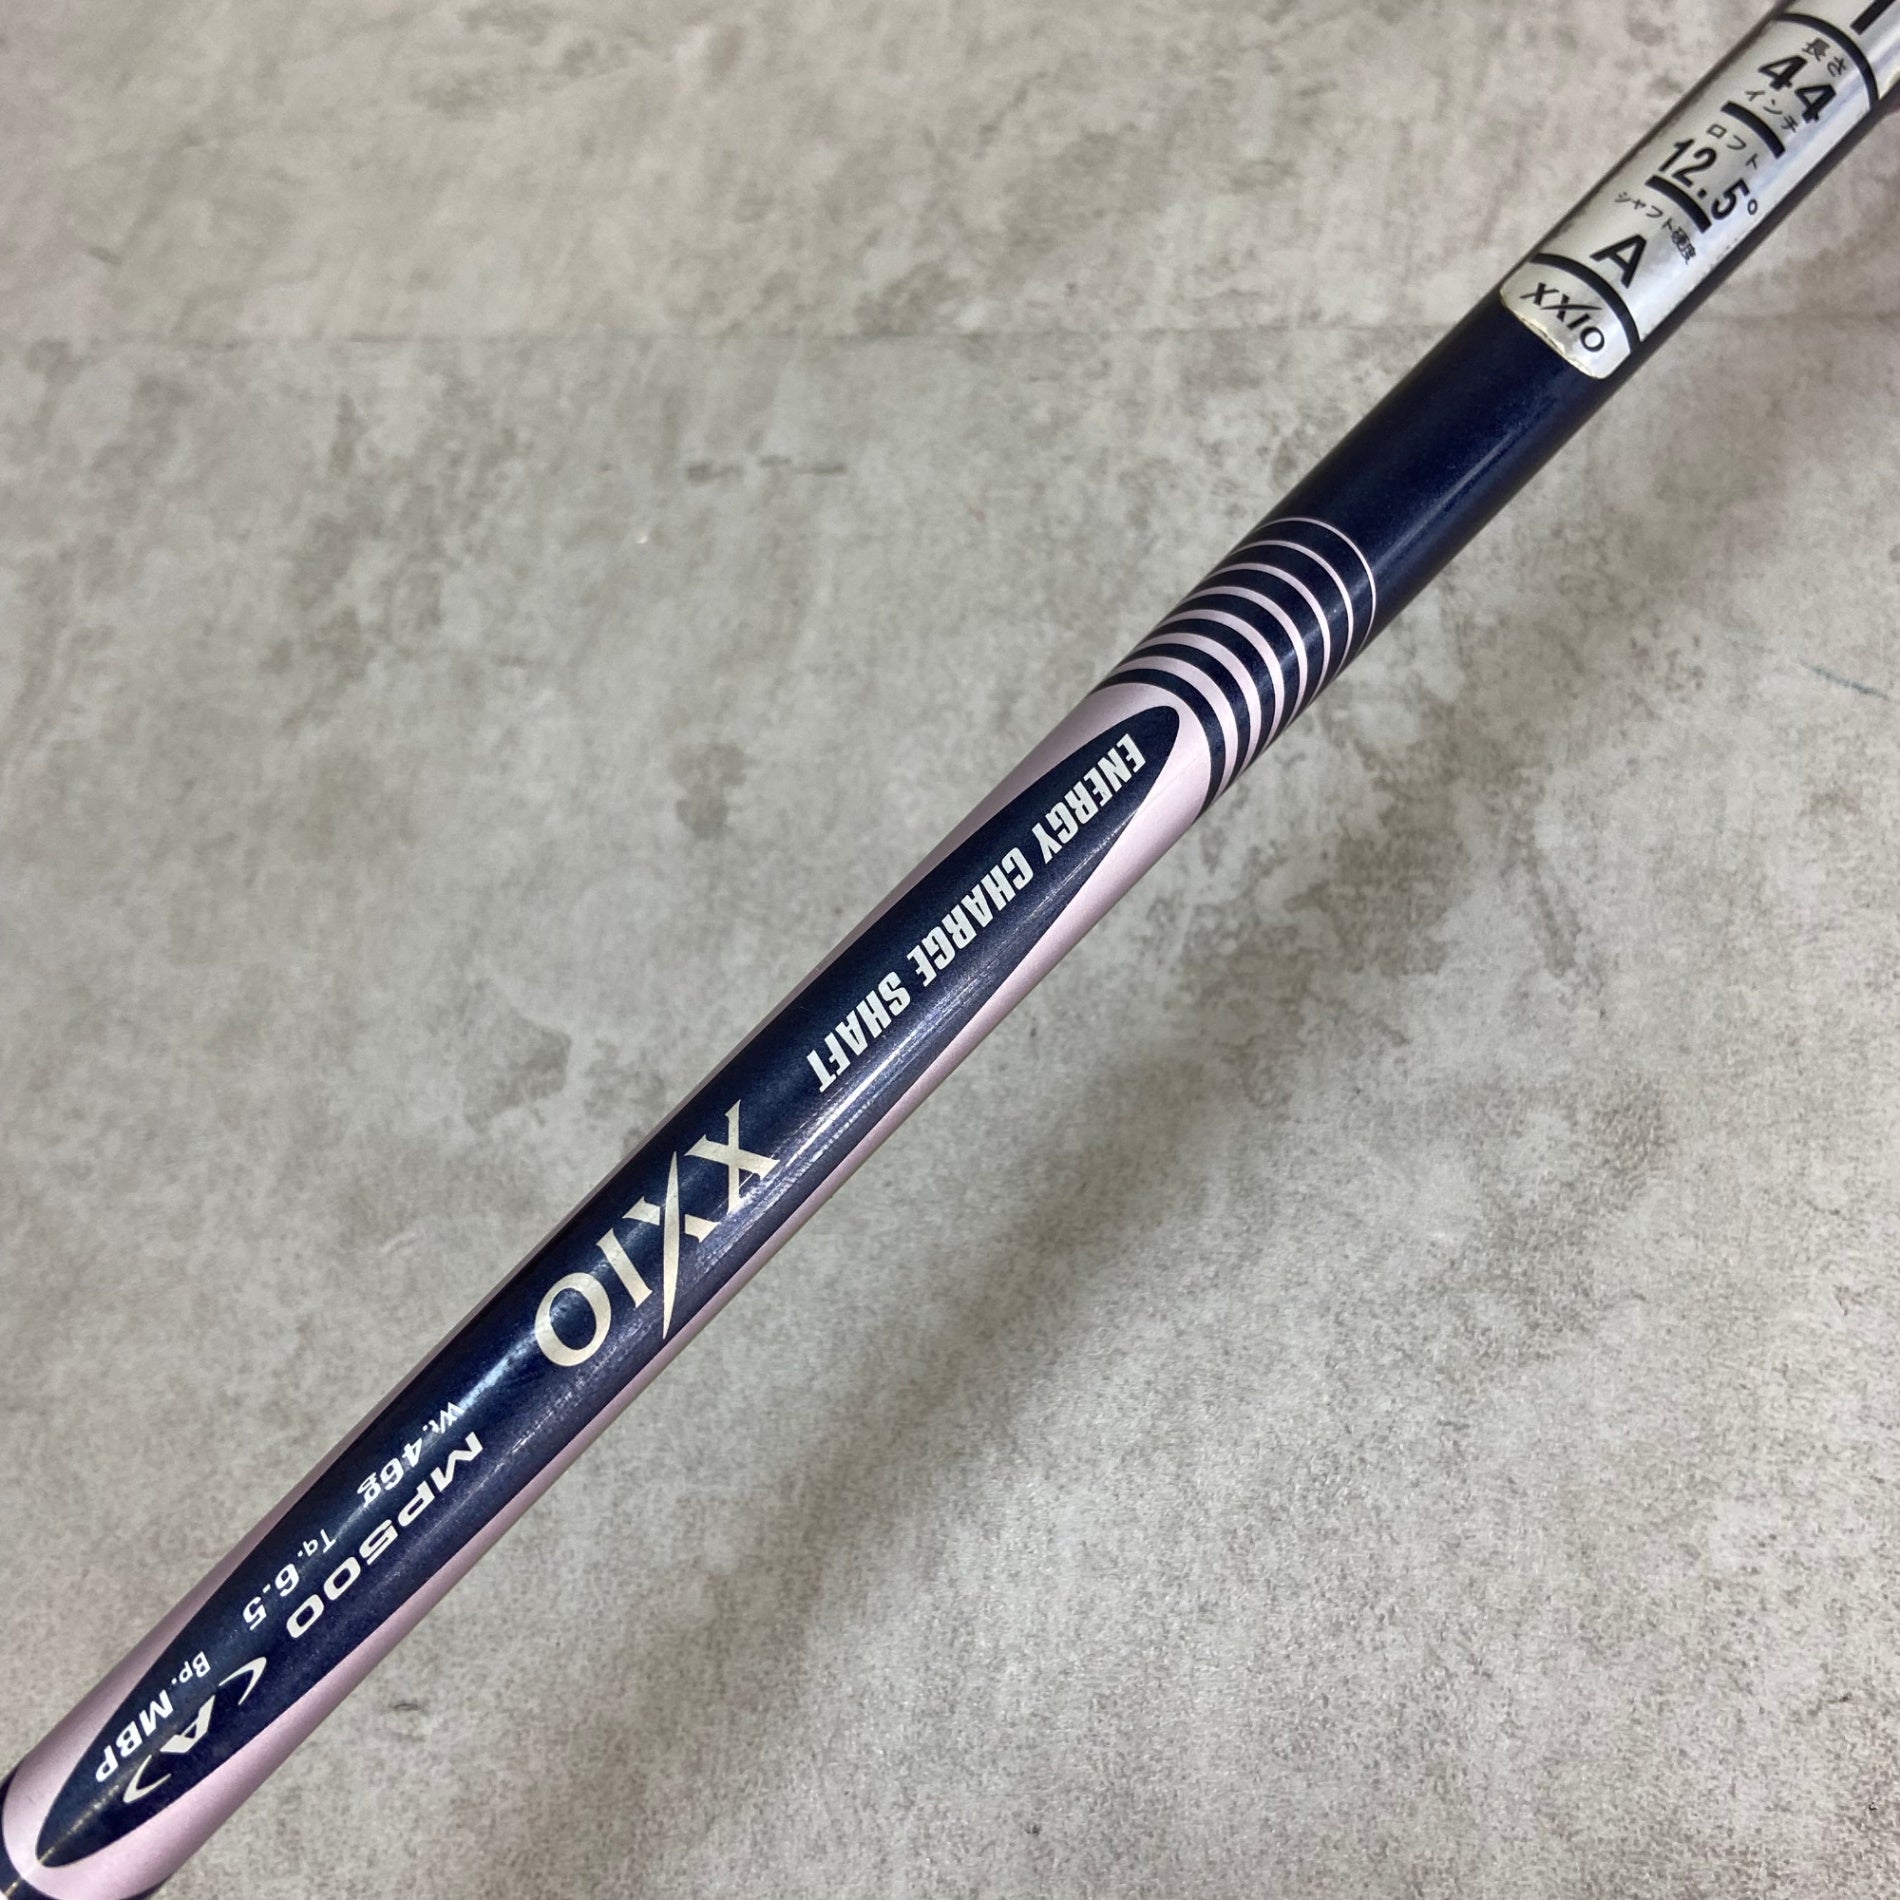 長さ
44
インチ
ロフト
12.5°
シャフト硬度
A
XXIO
ENERGY CHARGE SHAFT
XXIO
MP500 (A)
Wt.46g Tq.6.5 Bp.MBP